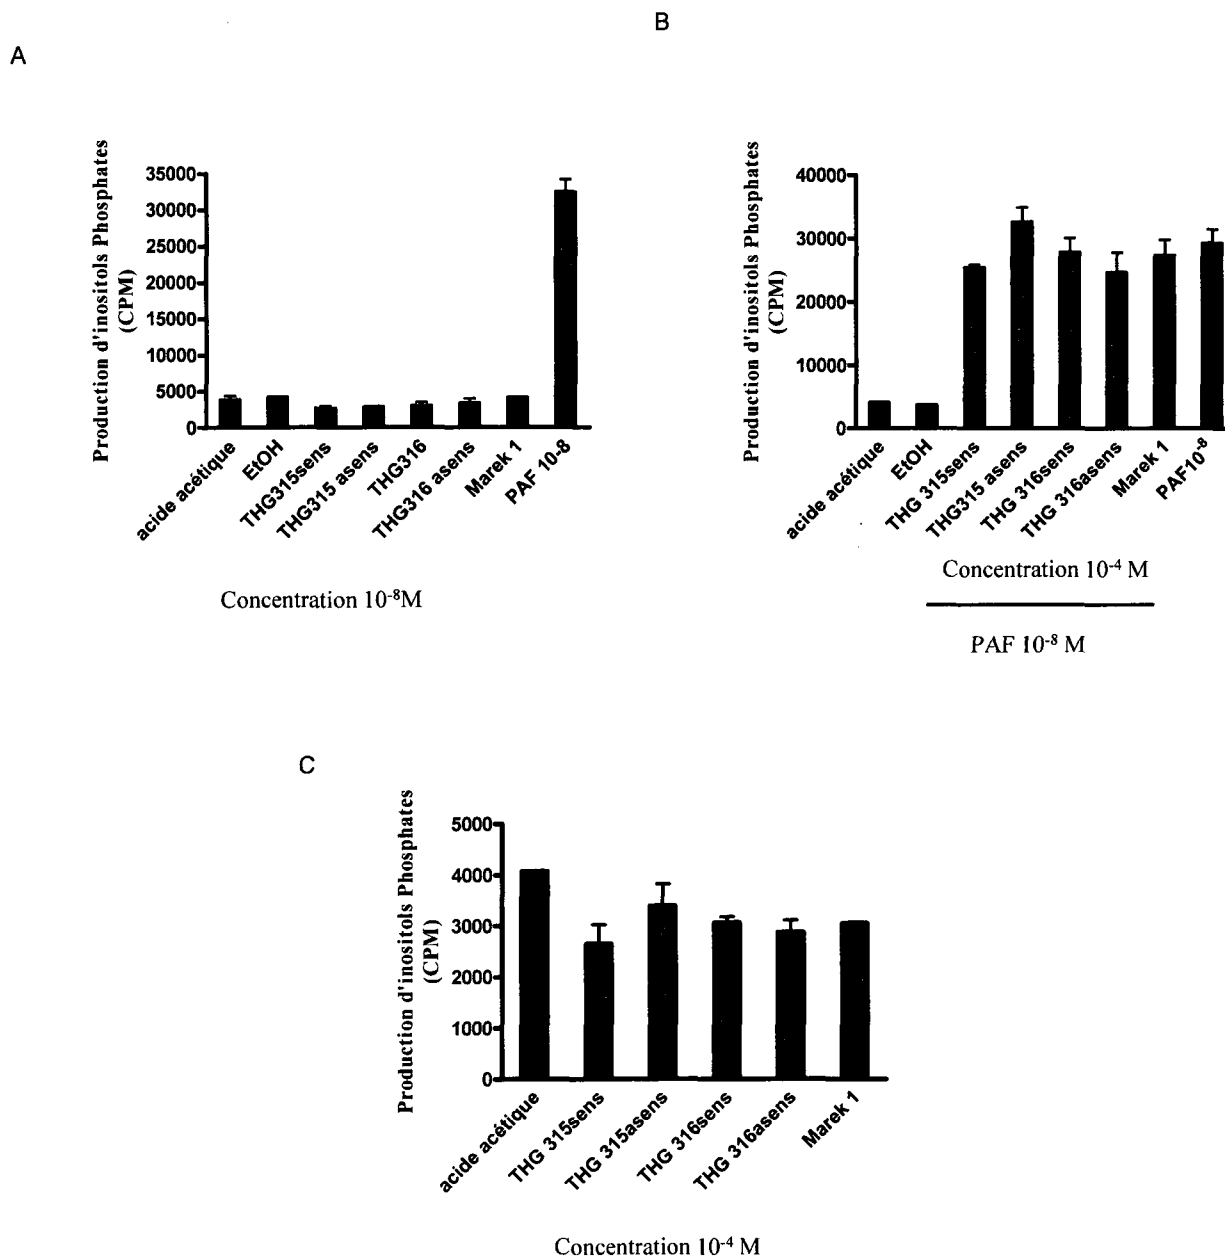 A
Production d'inositols Phosphates
(CPM)
35000
30000
25000
20000
15000
10000
5000
0
acide acétique
EtOH
THG315sens
THG315 asens
THG316
THG316 asens
Marek 1
PAF 10-8
Concentration 10⁻⁸M
B
Production d'inositols Phosphates
(CPM)
40000
30000
20000
10000
0
acide acétique
EtOH
THG 315sens
THG315 asens
THG 316sens
THG 316asens
Marek 1
PAF10⁻⁸
Concentration 10⁻⁴ M
PAF 10⁻⁸ M
C
Production d'inositols Phosphates
(CPM)
5000
4000
3000
2000
1000
0
acide acétique
THG 315sens
THG 315asens
THG 316sens
THG 316asens
Marek 1
Concentration 10⁻⁴ M